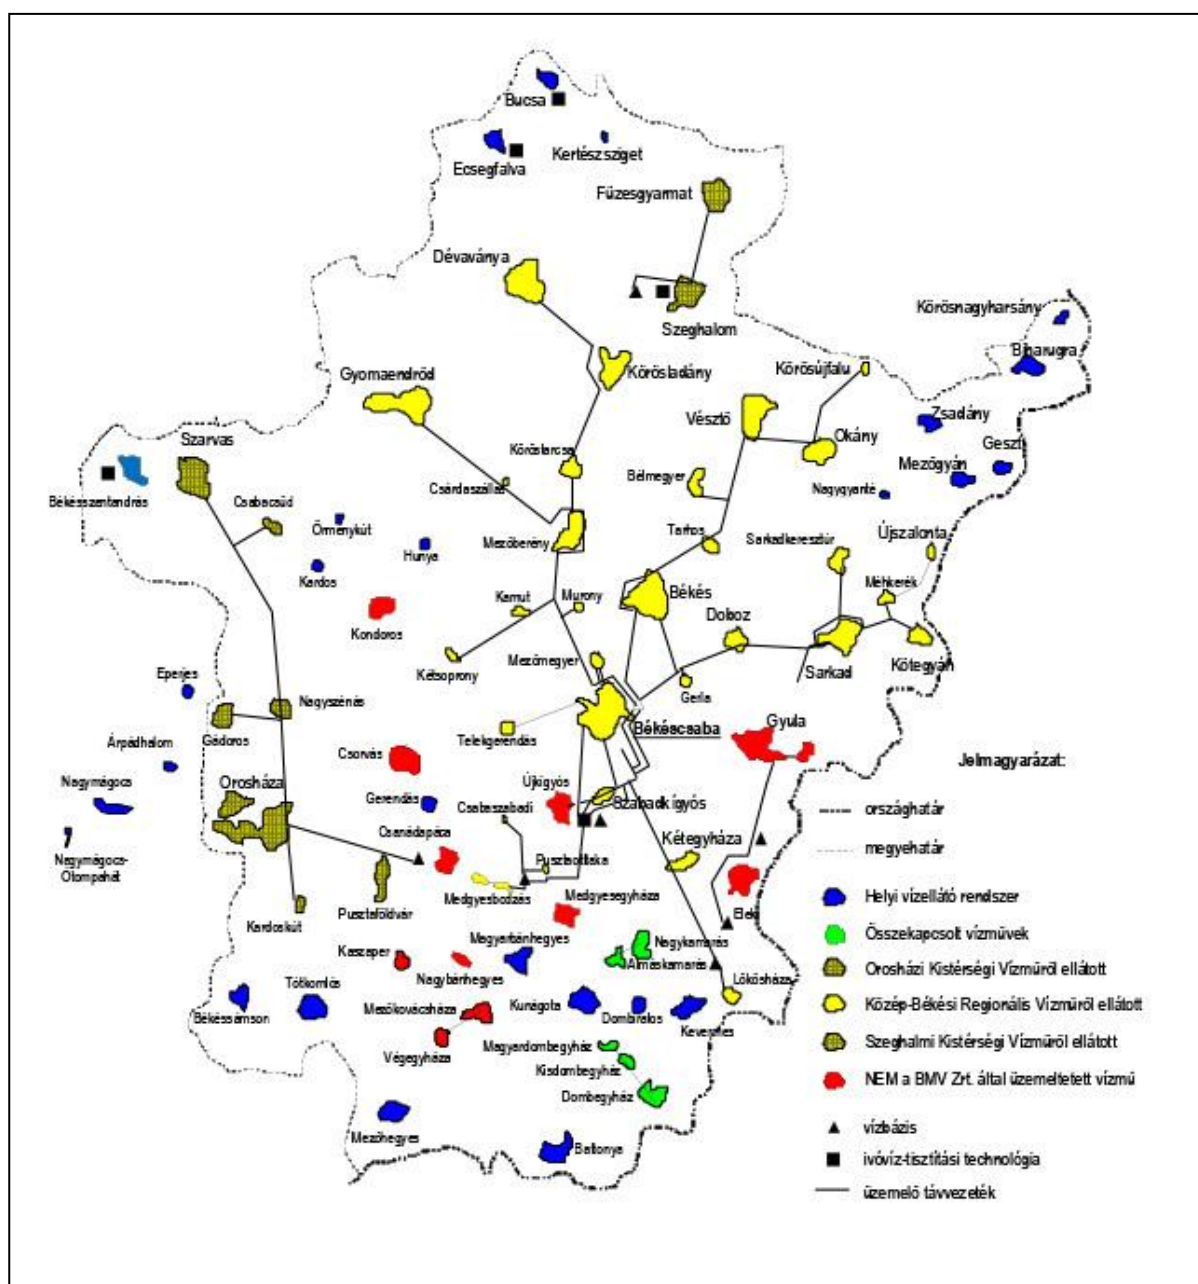 Bucsa
Ecsegfalva
Kertészsziget
Füzesgyarmat
Dévaványa
Szeghalom
Körösnagyharsány
Biharugra
Gyomaendrőd
Körösladány
Körösújfalu
Vésztő
Zsadány
Szarvas
Okány
Geszt
Köröstarcsa
Mezőgyán
Békésszentandrás
Csabacsűd
Csárdaszállás
Bélmegyer
Nagygyanté
Örménykút
Mezőberény
Tarhos
Sarkadkeresztúr
Újszalonta
Hunya
Kardos
Méhkerék
Kamut
Murony
Békés
Doboz
Kondoros
Kétsoprony
Mezőmegyer
Sarkad
Kötegyán
Eperjes
Nagyszénás
Gerla
Gádoros
Telekgerendás
Békéscsaba
Gyula
Árpádhalom
Csorvás
Nagymágocs
Orosháza
Gerendás
Újkígyós
Csabaszabadi
Szabadkígyós
Csanádapáca
Kétegyháza
Nagymágocs-
Ótompahát
Pusztaottlaka
Kardoskút
Pusztaföldvár
Medgyesbodzás
Medgyesegyháza
Elek
Magyarbánhegyes
Nagykamarás
Kaszaper
Nagybánhegyes
Almáskamarás
Lőkösháza
Tótkomlós
Békéssámson
Mezőkovácsháza
Kunágota
Dombiratos
Kevermes
Végegyháza
Magyardombegyház
Kisdombegyház
Dombegyház
Mezőhegyes
Battonya
Jelmagyarázat:
országhatár
megyehatár
Helyi vízellátó rendszer
Összekapcsolt vízművek
Orosházi Kistérségi Vízműről ellátott
Közép-Békési Regionális Vízműről ellátott
Szeghalmi Kistérségi Vízműről ellátott
NEM a BMV Zrt. által üzemeltetett vízmű
vízbázis
ivóvíz-tisztítási technológia
üzemelő távvezeték